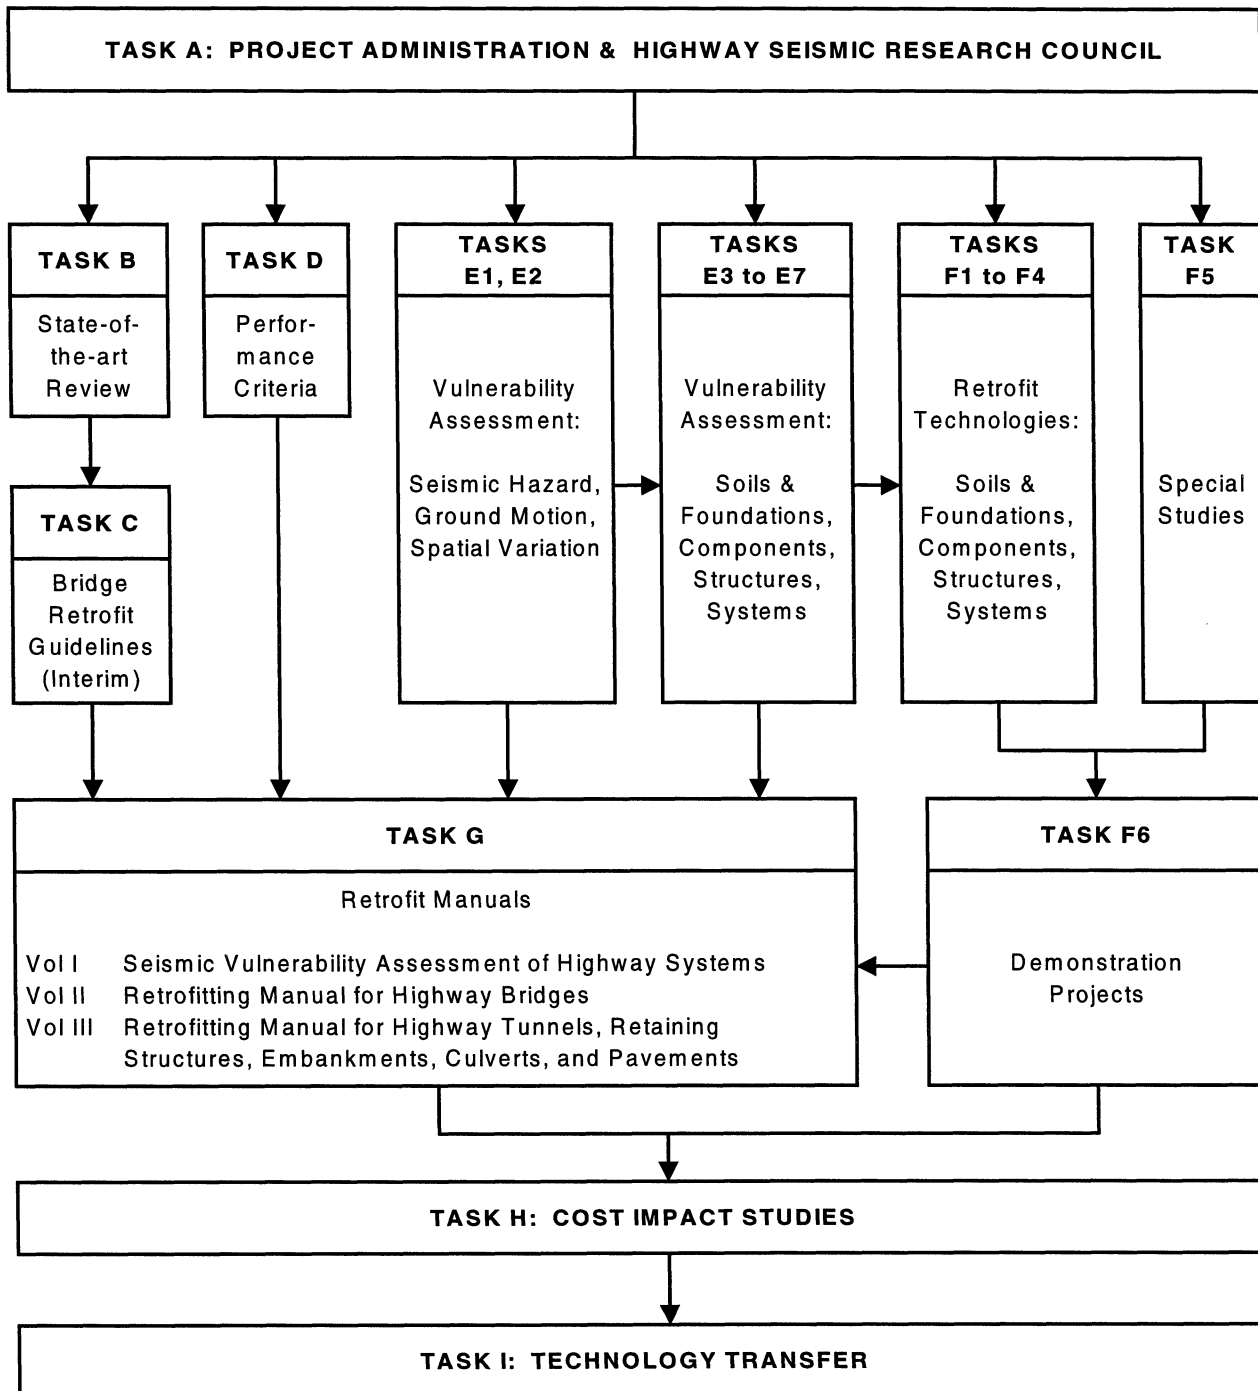 TASK A: PROJECT ADMINISTRATION & HIGHWAY SEISMIC RESEARCH COUNCIL
TASK B
State-of-
the-art
Review
TASK C
Bridge
Retrofit
Guidelines
(Interim)
TASK D
Perfor-
mance
Criteria
TASKS
E1, E2
Vulnerability
Assessment:
Seismic Hazard,
Ground Motion,
Spatial Variation
TASKS
E3 to E7
Vulnerability
Assessment:
Soils &
Foundations,
Components,
Structures,
Systems
TASKS
F1 to F4
Retrofit
Technologies:
Soils &
Foundations,
Components,
Structures,
Systems
TASK
F5
Special
Studies
TASK G
Retrofit Manuals
Vol I Seismic Vulnerability Assessment of Highway Systems
Vol II Retrofitting Manual for Highway Bridges
Vol III Retrofitting Manual for Highway Tunnels, Retaining
Structures, Embankments, Culverts, and Pavements
TASK F6
Demonstration
Projects
TASK H: COST IMPACT STUDIES
TASK I: TECHNOLOGY TRANSFER